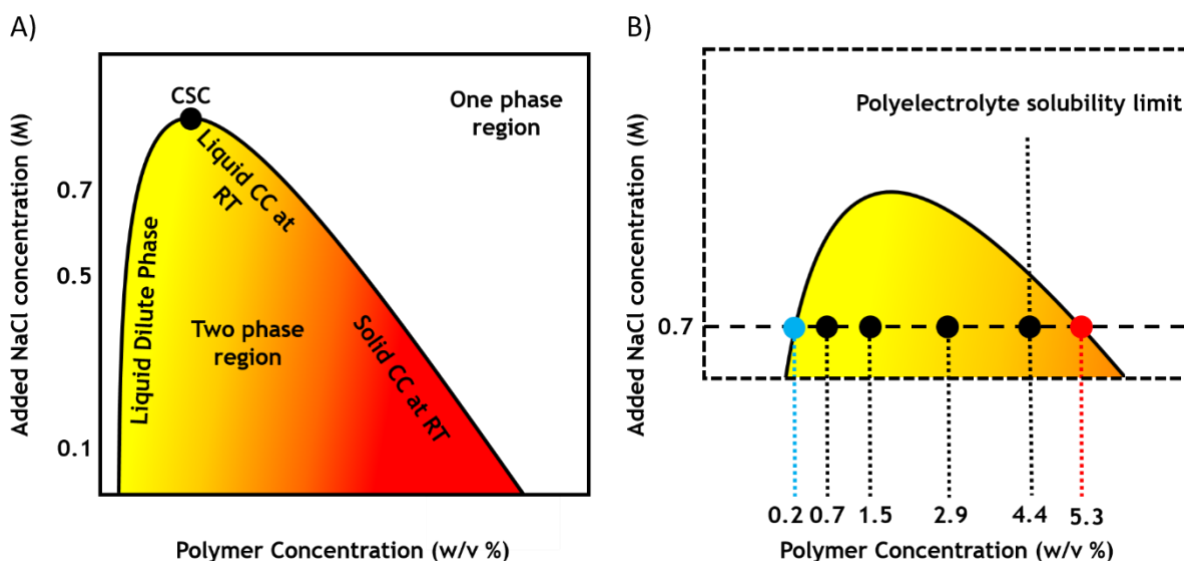 A)
Added NaCl concentration (M)
0.7
0.5
0.1
CSC
One phase
region
Liquid CC at
RT
Liquid Dilute Phase
Two phase
region
Solid CC at RT
Polymer Concentration (w/v %)
B)
Added NaCl concentration (M)
Polyelectrolyte solubility limit
0.7
0.2
0.7
1.5
2.9
4.4
5.3
Polymer Concentration (w/v %)